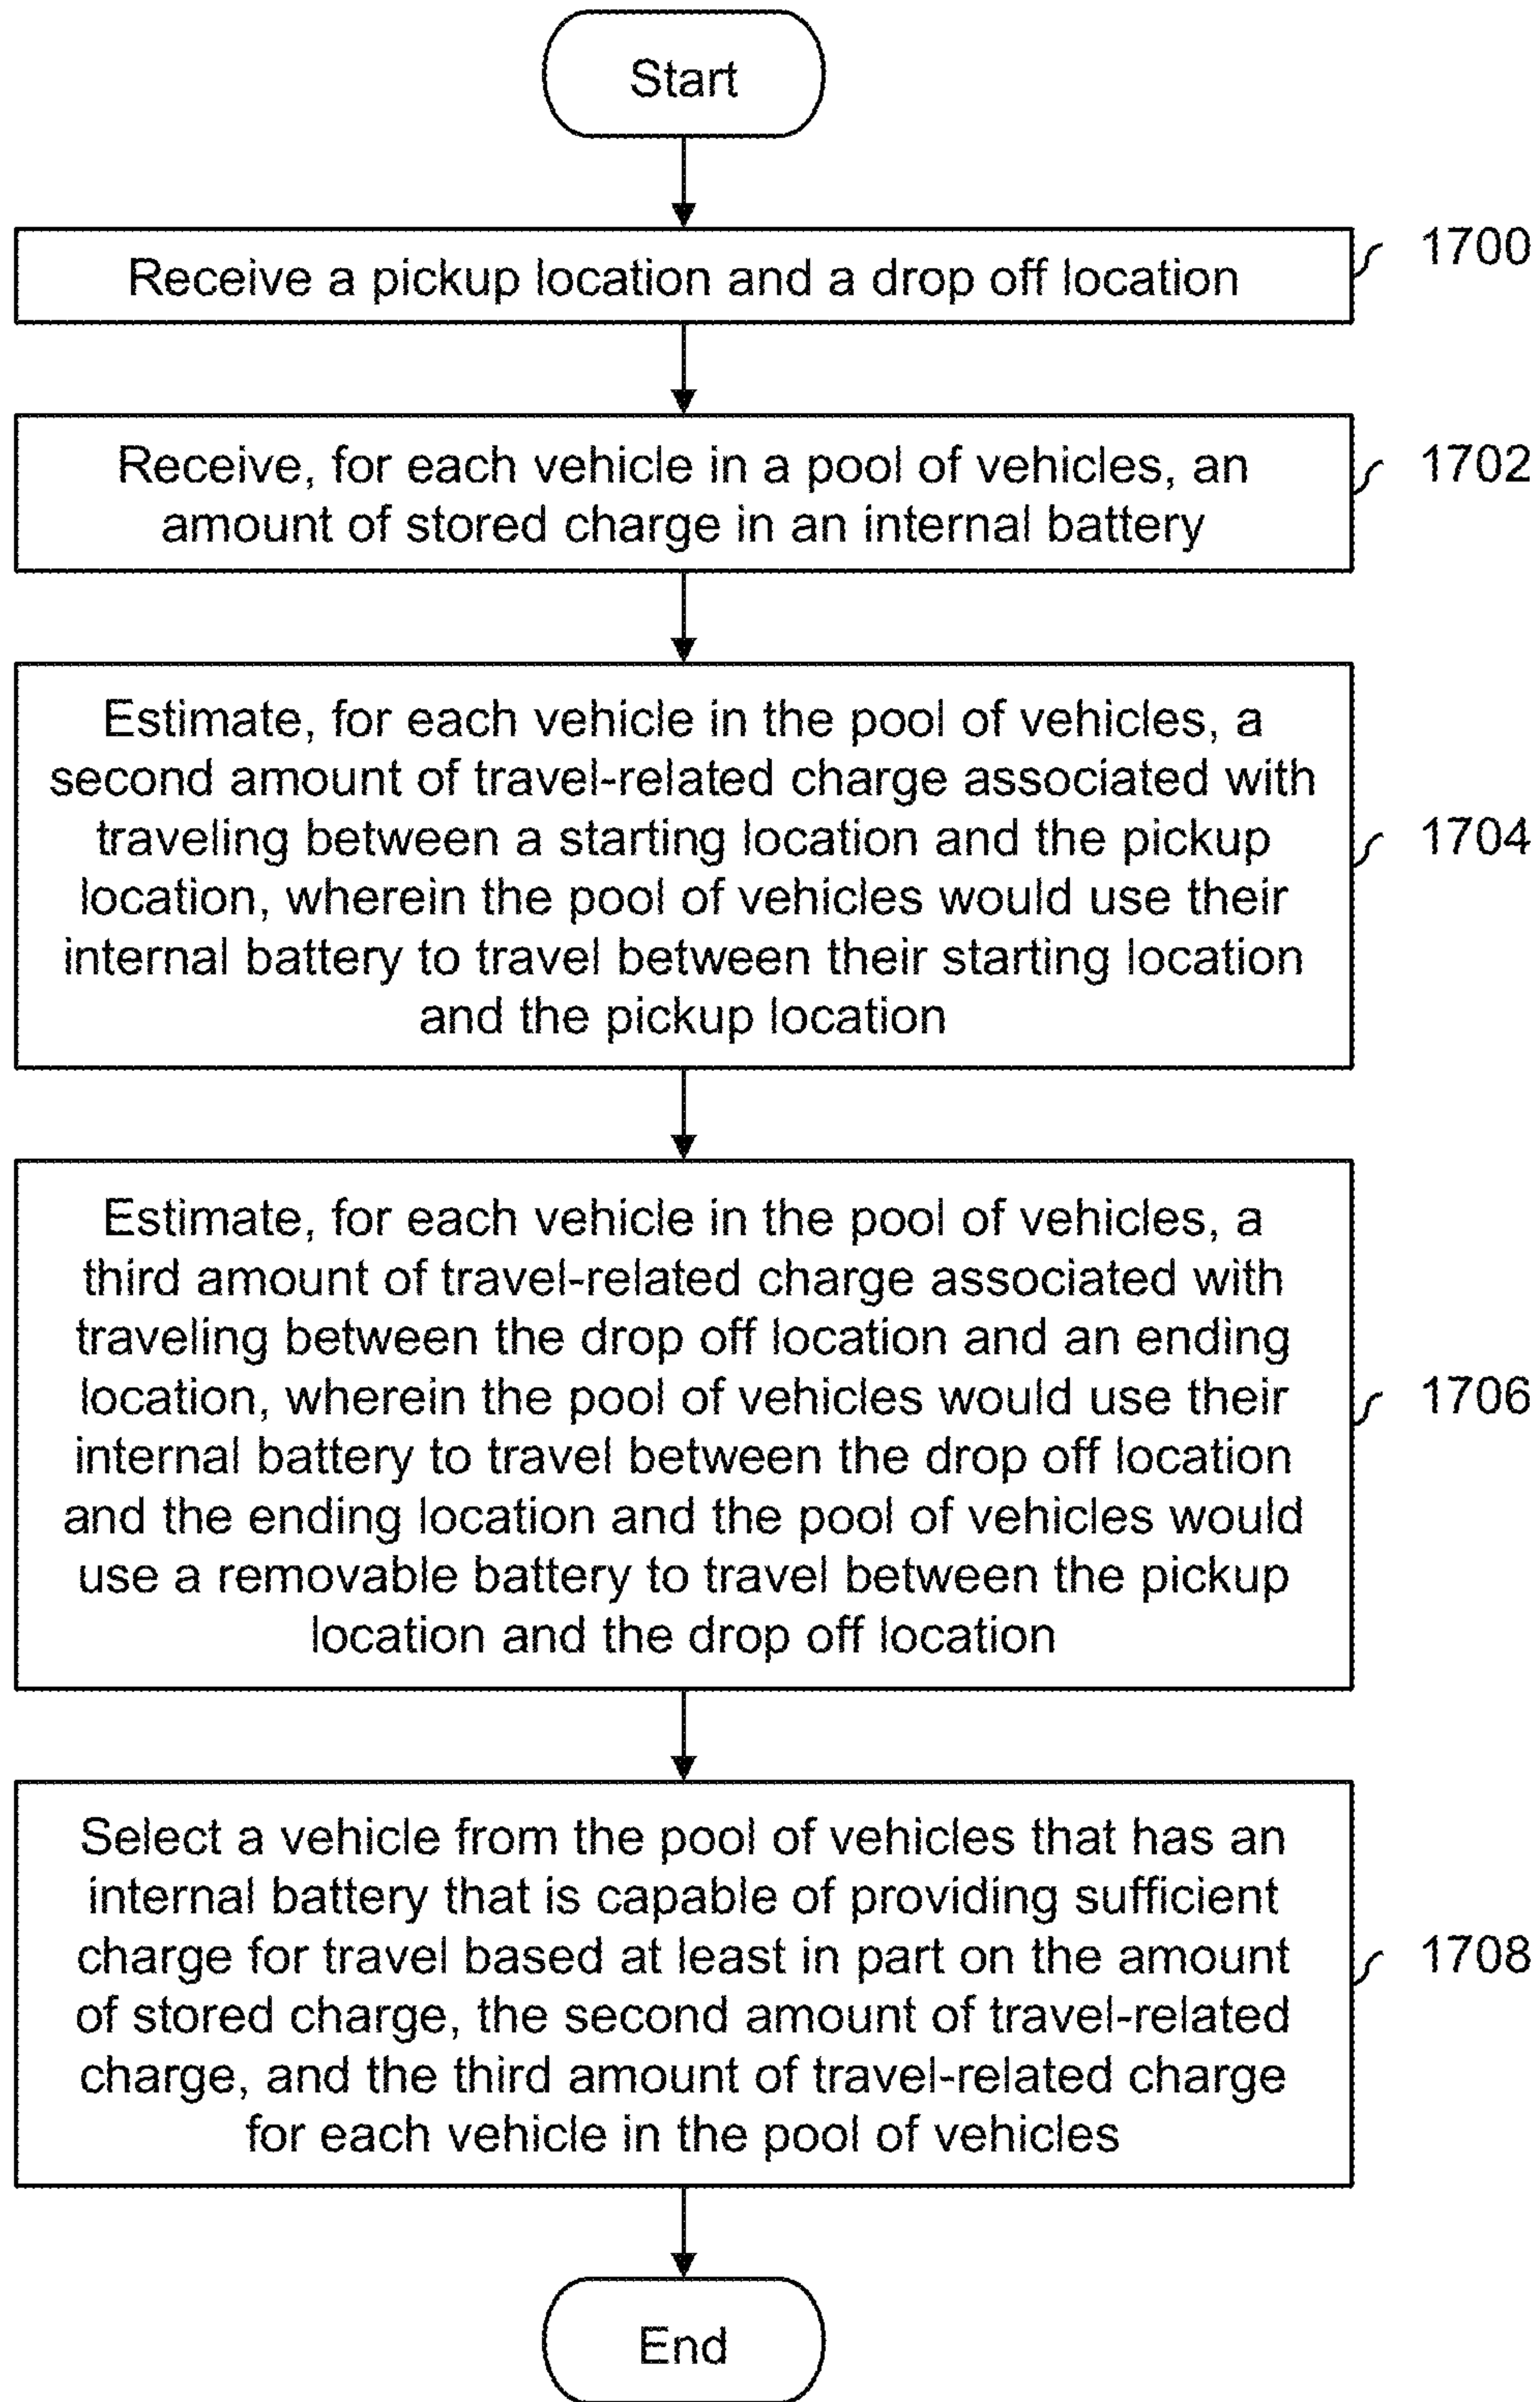 Start
Receive a pickup location and a drop off location
1700
Receive, for each vehicle in a pool of vehicles, an
amount of stored charge in an internal battery
1702
Estimate, for each vehicle in the pool of vehicles, a
second amount of travel-related charge associated with
traveling between a starting location and the pickup
location, wherein the pool of vehicles would use their
internal battery to travel between their starting location
and the pickup location
1704
Estimate, for each vehicle in the pool of vehicles, a
third amount of travel-related charge associated with
traveling between the drop off location and an ending
location, wherein the pool of vehicles would use their
internal battery to travel between the drop off location
and the ending location and the pool of vehicles would
use a removable battery to travel between the pickup
location and the drop off location
1706
Select a vehicle from the pool of vehicles that has an
internal battery that is capable of providing sufficient
charge for travel based at least in part on the amount
of stored charge, the second amount of travel-related
charge, and the third amount of travel-related charge
for each vehicle in the pool of vehicles
1708
End